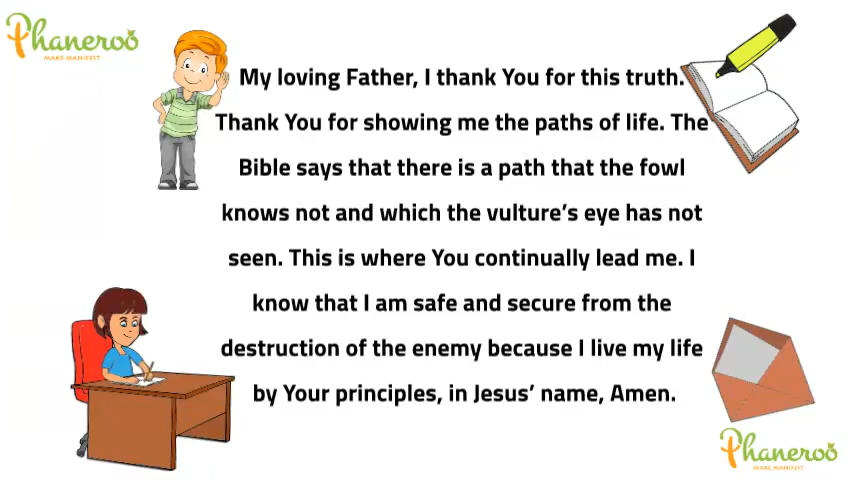 Phaneroo
MAKE MANIFEST
My loving Father, I thank You for this truth.
Thank You for showing me the paths of life. The
Bible says that there is a path that the fowl
knows not and which the vulture’s eye has not
seen. This is where You continually lead me. I
know that I am safe and secure from the
destruction of the enemy because I live my life
by Your principles, in Jesus’ name, Amen.
Phaneroo
MAKE MANIFEST